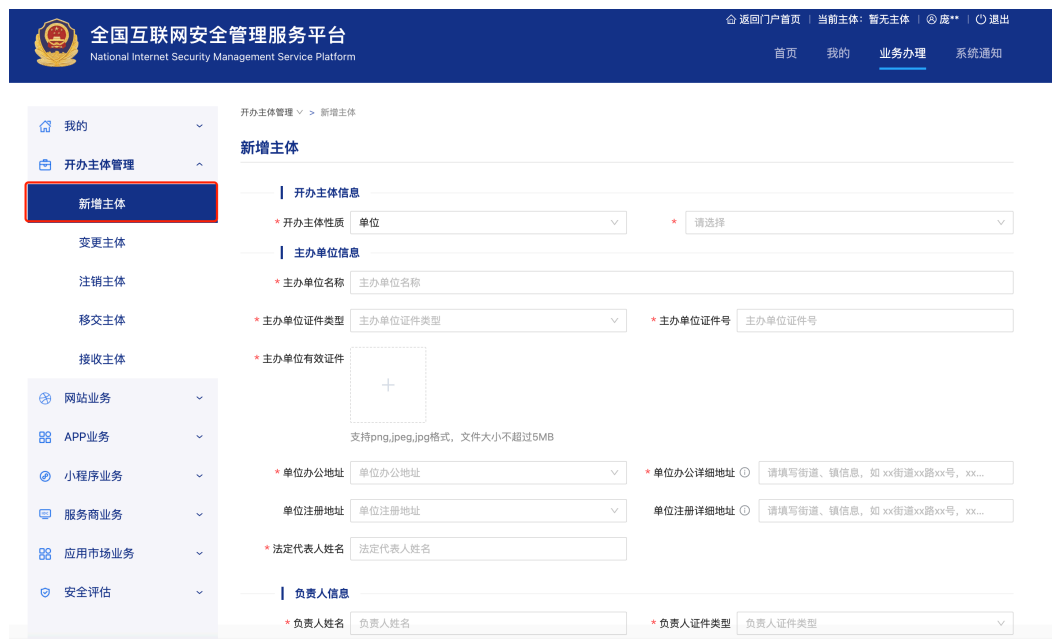 返回门户首页 | 当前主体：暂无主体 | 庞** | 退出
全国互联网安全管理服务平台
National Internet Security Management Service Platform
首页 我的 业务办理 系统通知
我的
开办主体管理
新增主体
变更主体
注销主体
移交主体
接收主体
网站业务
APP业务
小程序业务
服务商业务
应用市场业务
安全评估
开办主体管理 > 新增主体
新增主体
开办主体信息
* 开办主体性质 单位 * 请选择
主办单位信息
* 主办单位名称 主办单位名称
* 主办单位证件类型 主办单位证件类型 * 主办单位证件号 主办单位证件号
* 主办单位有效证件
支持png,jpeg,jpg格式，文件大小不超过5MB
* 单位办公地址 单位办公地址 * 单位办公详细地址 请填写街道、镇信息，如 xx街道xx路xx号，xx...
单位注册地址 单位注册地址 单位注册详细地址 请填写街道、镇信息，如 xx街道xx路xx号，xx...
* 法定代表人姓名 法定代表人姓名
负责人信息
* 负责人姓名 负责人姓名 * 负责人证件类型 负责人证件类型